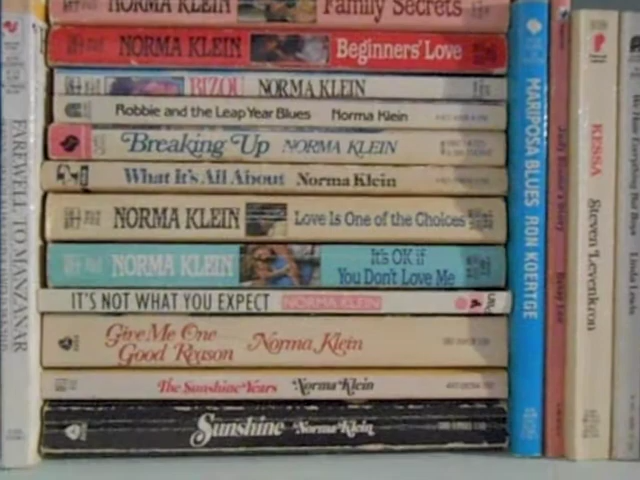 FAREWELL TO MANZANAR
NORMA KLEIN Family Secrets
NORMA KLEIN Beginners' Love
BIZOU NORMA KLEIN
Robbie and the Leap Year Blues Norma Klein
Breaking Up NORMA KLEIN
What It's All About Norma Klein
NORMA KLEIN Love Is One of the Choices
NORMA KLEIN It's OK if
You Don't Love Me
IT'S NOT WHAT YOU EXPECT NORMA KLEIN
Give Me One
Good Reason Norma Klein
The Sunshine Years Norma Klein
Sunshine Norma Klein
MARIPOSA BLUES RON KOERTGE
KESSA Steven Levenkron